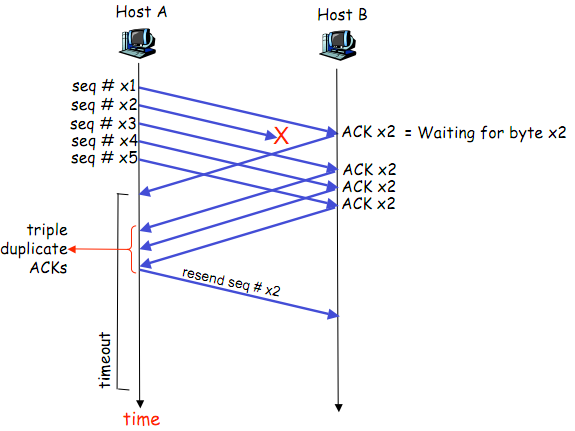 Host A
Host B
seq # x1
seq # x2
seq # x3
seq # x4
seq # x5
X
ACK x2 = Waiting for byte x2
ACK x2
ACK x2
ACK x2
triple
duplicate
ACKs
resend seq # x2
timeout
time